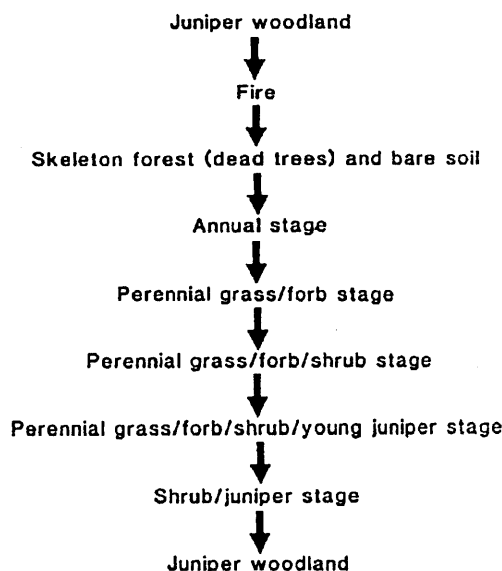 Juniper woodland
Fire
Skeleton forest (dead trees) and bare soil
Annual stage
Perennial grass/forb stage
Perennial grass/forb/shrub stage
Perennial grass/forb/shrub/young juniper stage
Shrub/juniper stage
Juniper woodland